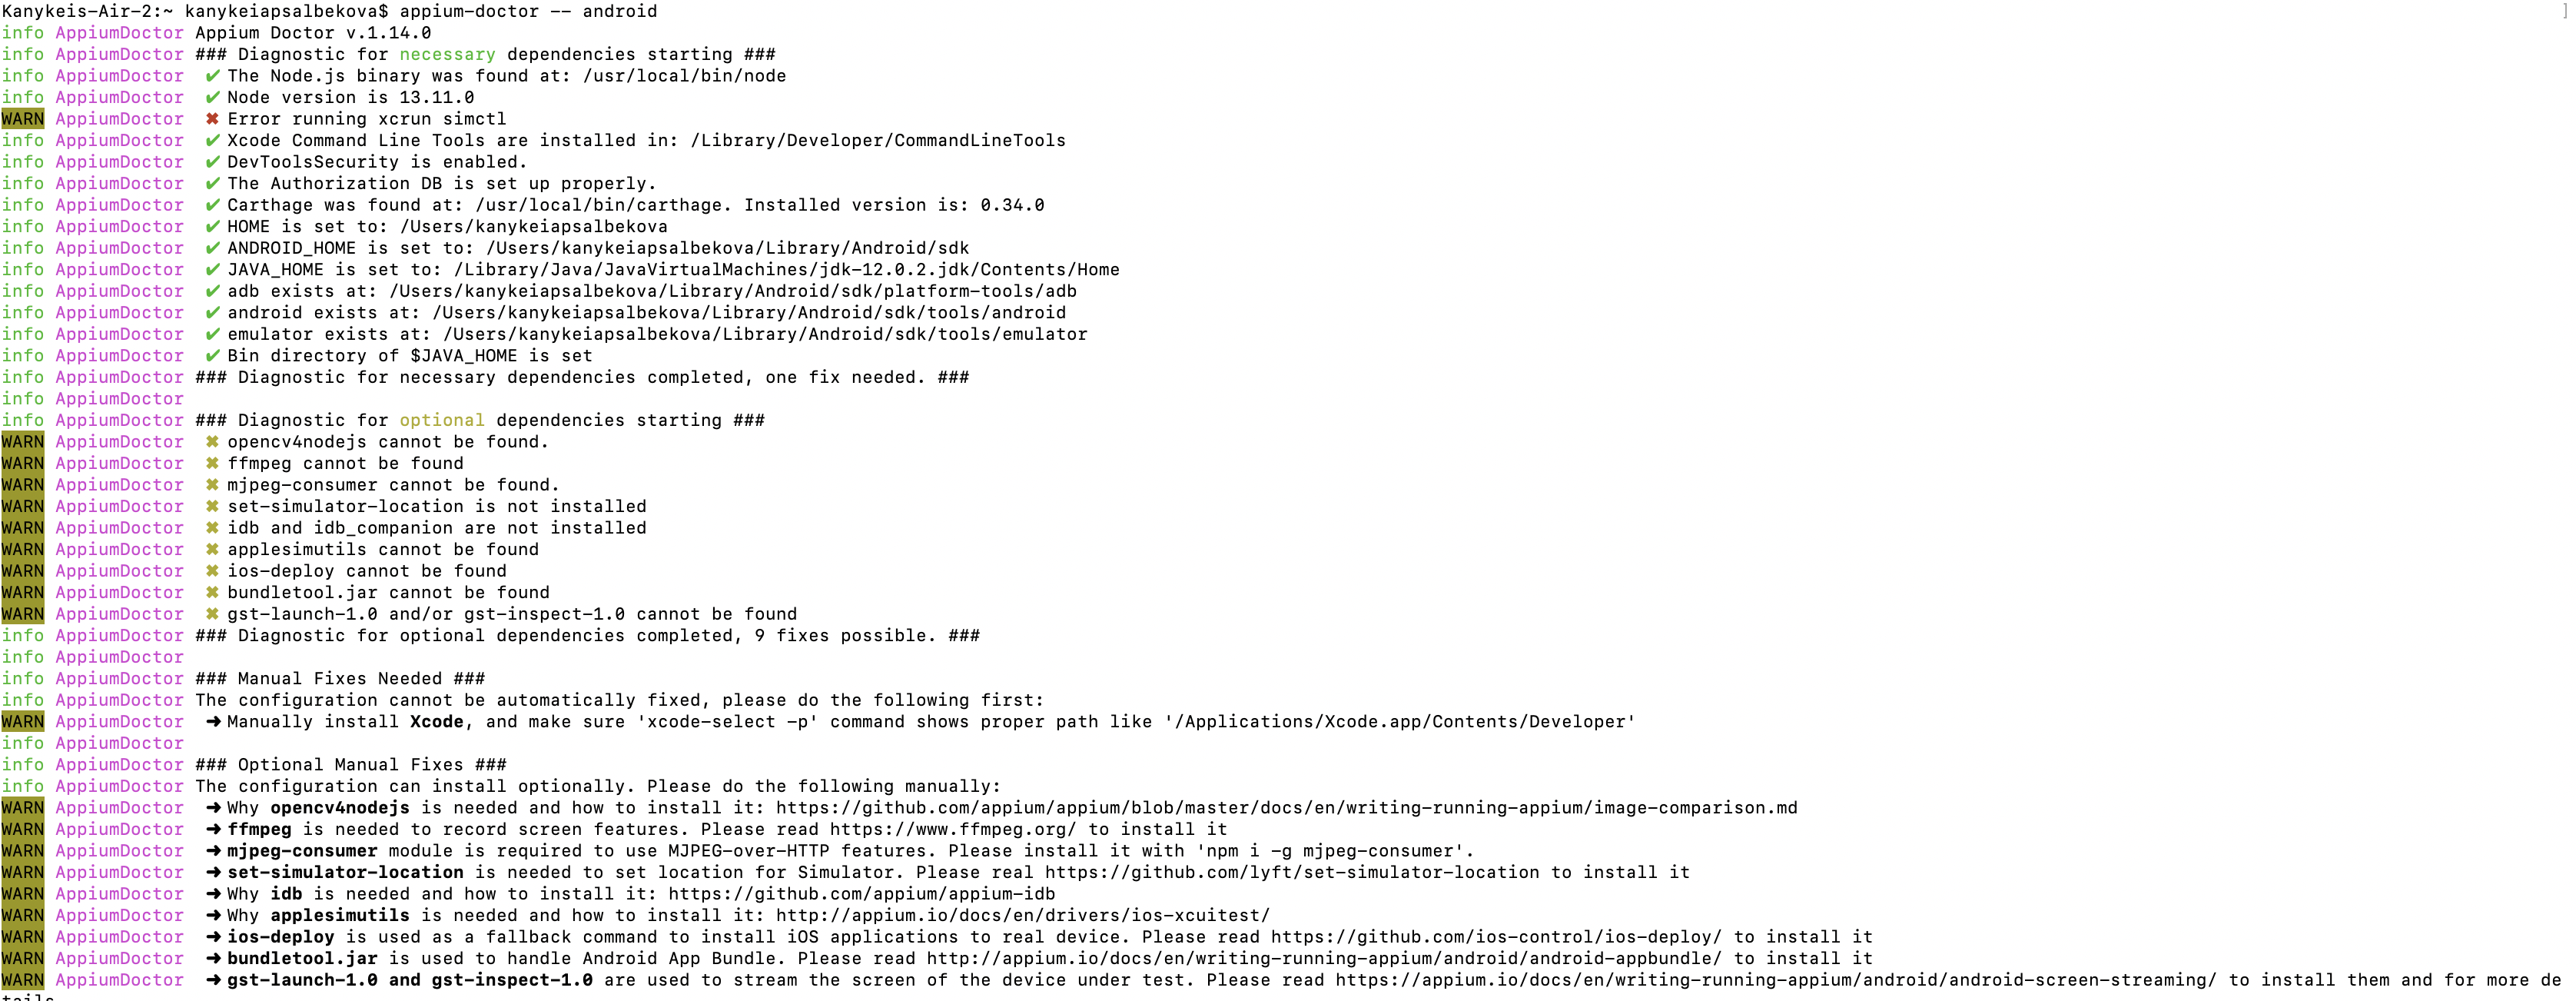 Kanykeis-Air-2:~ kanykeiapsalbekova$ appium-doctor -- android ]
info AppiumDoctor Appium Doctor v.1.14.0
info AppiumDoctor ### Diagnostic for necessary dependencies starting ###
info AppiumDoctor  ✔ The Node.js binary was found at: /usr/local/bin/node
info AppiumDoctor  ✔ Node version is 13.11.0
WARN AppiumDoctor  ✖ Error running xcrun simctl
info AppiumDoctor  ✔ Xcode Command Line Tools are installed in: /Library/Developer/CommandLineTools
info AppiumDoctor  ✔ DevToolsSecurity is enabled.
info AppiumDoctor  ✔ The Authorization DB is set up properly.
info AppiumDoctor  ✔ Carthage was found at: /usr/local/bin/carthage. Installed version is: 0.34.0
info AppiumDoctor  ✔ HOME is set to: /Users/kanykeiapsalbekova
info AppiumDoctor  ✔ ANDROID_HOME is set to: /Users/kanykeiapsalbekova/Library/Android/sdk
info AppiumDoctor  ✔ JAVA_HOME is set to: /Library/Java/JavaVirtualMachines/jdk-12.0.2.jdk/Contents/Home
info AppiumDoctor  ✔ adb exists at: /Users/kanykeiapsalbekova/Library/Android/sdk/platform-tools/adb
info AppiumDoctor  ✔ android exists at: /Users/kanykeiapsalbekova/Library/Android/sdk/tools/android
info AppiumDoctor  ✔ emulator exists at: /Users/kanykeiapsalbekova/Library/Android/sdk/tools/emulator
info AppiumDoctor  ✔ Bin directory of $JAVA_HOME is set
info AppiumDoctor ### Diagnostic for necessary dependencies completed, one fix needed. ###
info AppiumDoctor
info AppiumDoctor ### Diagnostic for optional dependencies starting ###
WARN AppiumDoctor  ✖ opencv4nodejs cannot be found.
WARN AppiumDoctor  ✖ ffmpeg cannot be found
WARN AppiumDoctor  ✖ mjpeg-consumer cannot be found.
WARN AppiumDoctor  ✖ set-simulator-location is not installed
WARN AppiumDoctor  ✖ idb and idb_companion are not installed
WARN AppiumDoctor  ✖ applesimutils cannot be found
WARN AppiumDoctor  ✖ ios-deploy cannot be found
WARN AppiumDoctor  ✖ bundletool.jar cannot be found
WARN AppiumDoctor  ✖ gst-launch-1.0 and/or gst-inspect-1.0 cannot be found
info AppiumDoctor ### Diagnostic for optional dependencies completed, 9 fixes possible. ###
info AppiumDoctor
info AppiumDoctor ### Manual Fixes Needed ###
info AppiumDoctor The configuration cannot be automatically fixed, please do the following first:
WARN AppiumDoctor  ➜ Manually install Xcode, and make sure 'xcode-select -p' command shows proper path like '/Applications/Xcode.app/Contents/Developer'
info AppiumDoctor
info AppiumDoctor ### Optional Manual Fixes ###
info AppiumDoctor The configuration can install optionally. Please do the following manually:
WARN AppiumDoctor  ➜ Why opencv4nodejs is needed and how to install it: https://github.com/appium/appium/blob/master/docs/en/writing-running-appium/image-comparison.md
WARN AppiumDoctor  ➜ ffmpeg is needed to record screen features. Please read https://www.ffmpeg.org/ to install it
WARN AppiumDoctor  ➜ mjpeg-consumer module is required to use MJPEG-over-HTTP features. Please install it with 'npm i -g mjpeg-consumer'.
WARN AppiumDoctor  ➜ set-simulator-location is needed to set location for Simulator. Please real https://github.com/lyft/set-simulator-location to install it
WARN AppiumDoctor  ➜ Why idb is needed and how to install it: https://github.com/appium/appium-idb
WARN AppiumDoctor  ➜ Why applesimutils is needed and how to install it: http://appium.io/docs/en/drivers/ios-xcuitest/
WARN AppiumDoctor  ➜ ios-deploy is used as a fallback command to install iOS applications to real device. Please read https://github.com/ios-control/ios-deploy/ to install it
WARN AppiumDoctor  ➜ bundletool.jar is used to handle Android App Bundle. Please read http://appium.io/docs/en/writing-running-appium/android/android-appbundle/ to install it
WARN AppiumDoctor  ➜ gst-launch-1.0 and gst-inspect-1.0 are used to stream the screen of the device under test. Please read https://appium.io/docs/en/writing-running-appium/android/android-screen-streaming/ to install them and for more de
tails